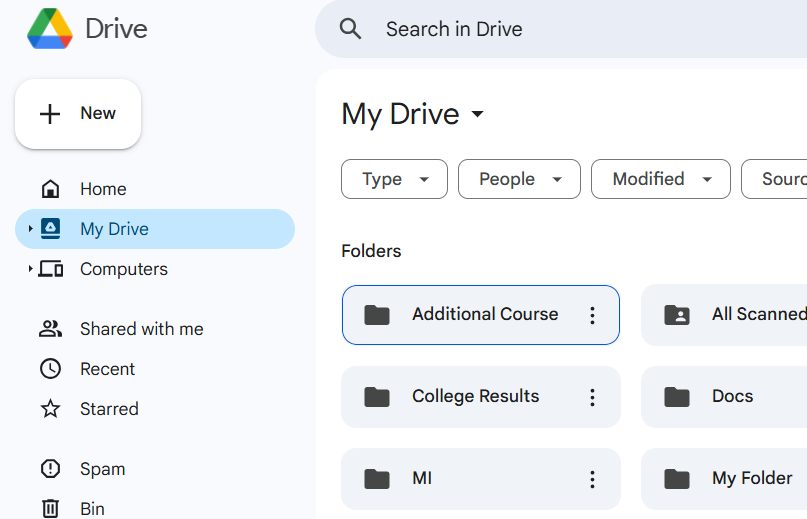 Drive
Search in Drive
New
My Drive
Type
People
Modified
Home
My Drive
Computers
Folders
Additional Course
All Scanned
Shared with me
Recent
College Results
Docs
Starred
Spam
MI
My Folder
Bin